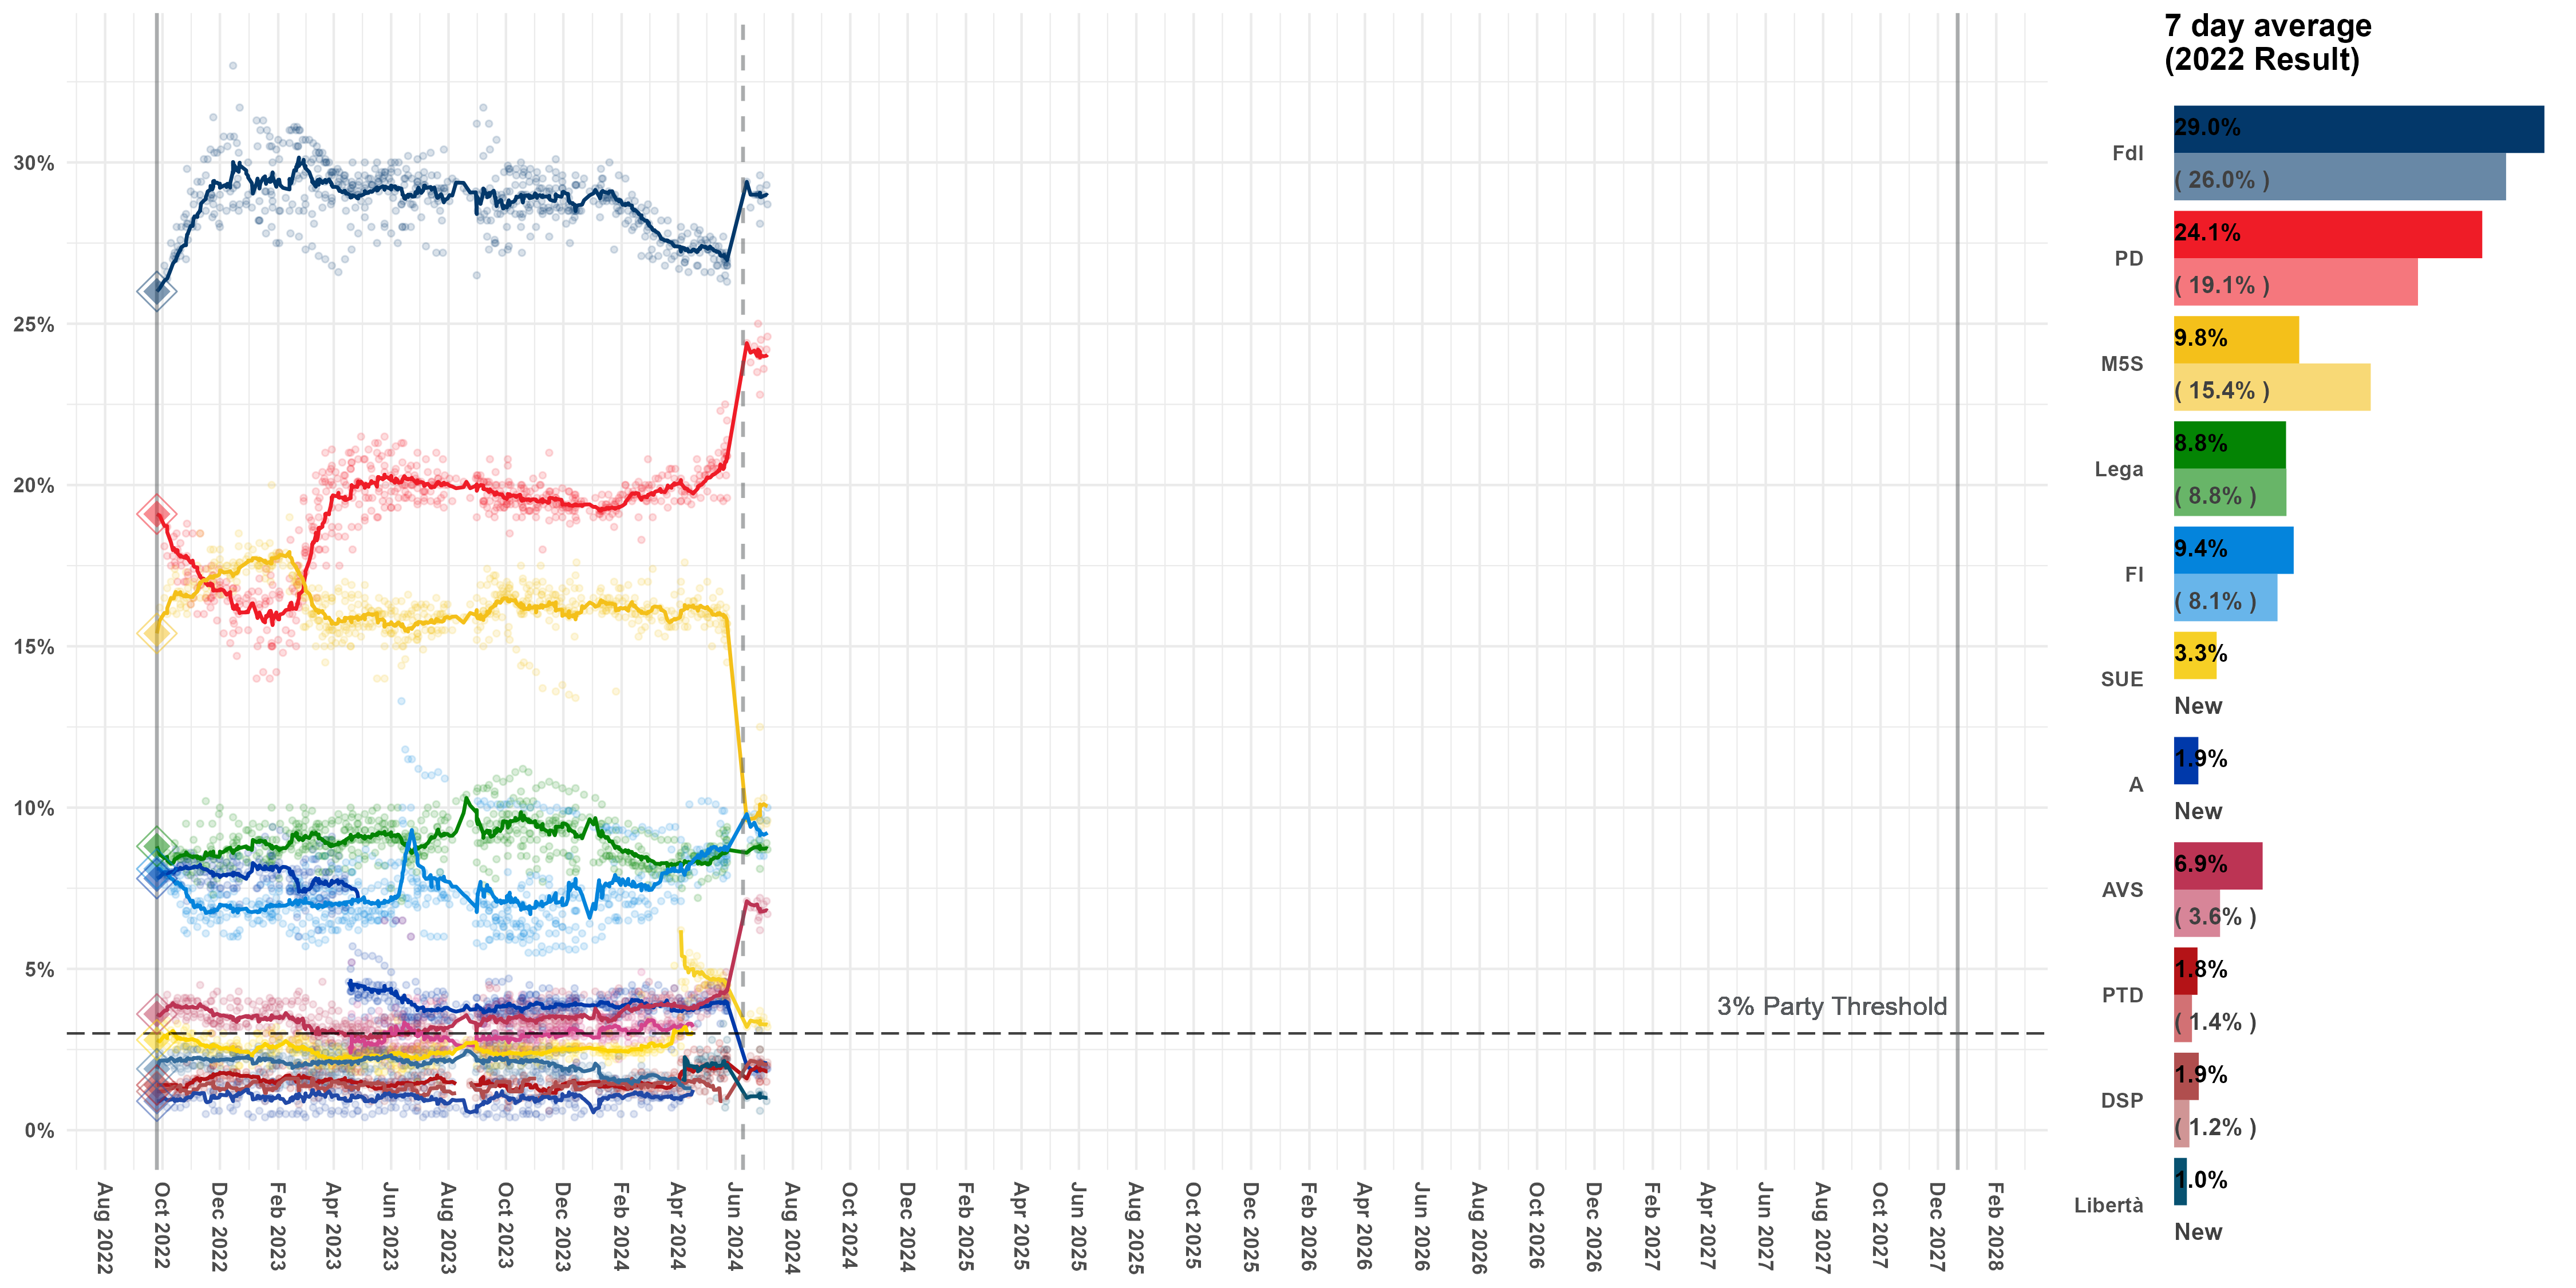 7 day average
(2022 Result)
30%
25%
20%
15%
10%
5%
0%
3% Party Threshold
Aug 2022
Oct 2022
Dec 2022
Feb 2023
Apr 2023
Jun 2023
Aug 2023
Oct 2023
Dec 2023
Feb 2024
Apr 2024
Jun 2024
Aug 2024
Oct 2024
Dec 2024
Feb 2025
Apr 2025
Jun 2025
Aug 2025
Oct 2025
Dec 2025
Feb 2026
Apr 2026
Jun 2026
Aug 2026
Oct 2026
Dec 2026
Feb 2027
Apr 2027
Jun 2027
Aug 2027
Oct 2027
Dec 2027
Feb 2028
FdI
29.0%
( 26.0% )
PD
24.1%
( 19.1% )
M5S
9.8%
( 15.4% )
Lega
8.8%
( 8.8% )
FI
9.4%
( 8.1% )
SUE
3.3%
New
A
1.9%
New
AVS
6.9%
( 3.6% )
PTD
1.8%
( 1.4% )
DSP
1.9%
( 1.2% )
Libertà
1.0%
New